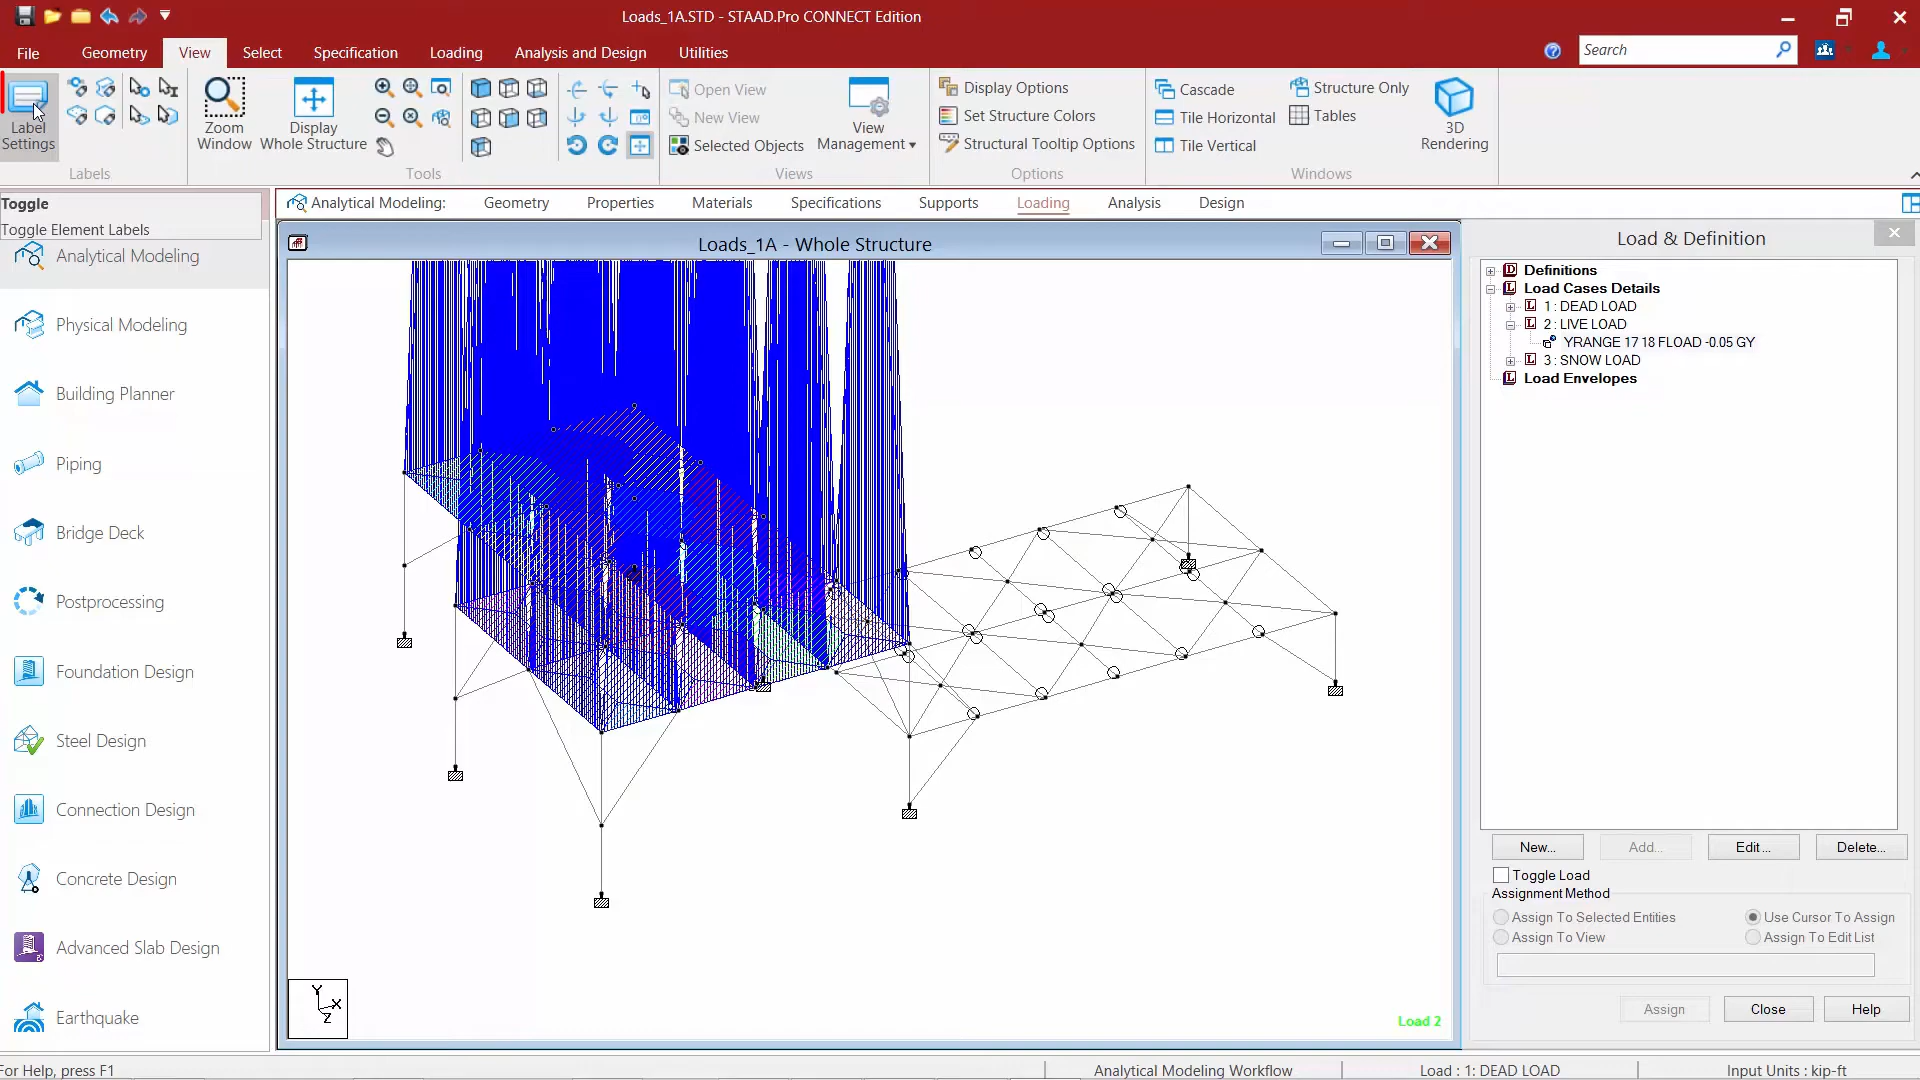 Loads_1A.STD - STAAD.Pro CONNECT Edition
File
Geometry
View
Select
Specification
Loading
Analysis and Design
Utilities
Search
Label
Settings
Labels
Zoom
Window
Display
Whole Structure
Tools
Open View
New View
Selected Objects
View
Management
Views
Display Options
Set Structure Colors
Structural Tooltip Options
Options
Cascade
Tile Horizontal
Tile Vertical
Structure Only
Tables
Windows
3D
Rendering
Toggle
Toggle Element Labels
Analytical Modeling
Physical Modeling
Building Planner
Piping
Bridge Deck
Postprocessing
Foundation Design
Steel Design
Connection Design
Concrete Design
Advanced Slab Design
Earthquake
Analytical Modeling:
Geometry
Properties
Materials
Specifications
Supports
Loading
Analysis
Design
Loads_1A - Whole Structure
Y
X
Z
Load 2
Load & Definition
Definitions
Load Cases Details
1 : DEAD LOAD
2 : LIVE LOAD
YRANGE 17 18 FLOAD -0.05 GY
3 : SNOW LOAD
Load Envelopes
New...
Add...
Edit...
Delete...
Toggle Load
Assignment Method
Assign To Selected Entities
Use Cursor To Assign
Assign To View
Assign To Edit List
Assign
Close
Help
For Help, press F1
Analytical Modeling Workflow
Load : 1: DEAD LOAD
Input Units : kip-ft